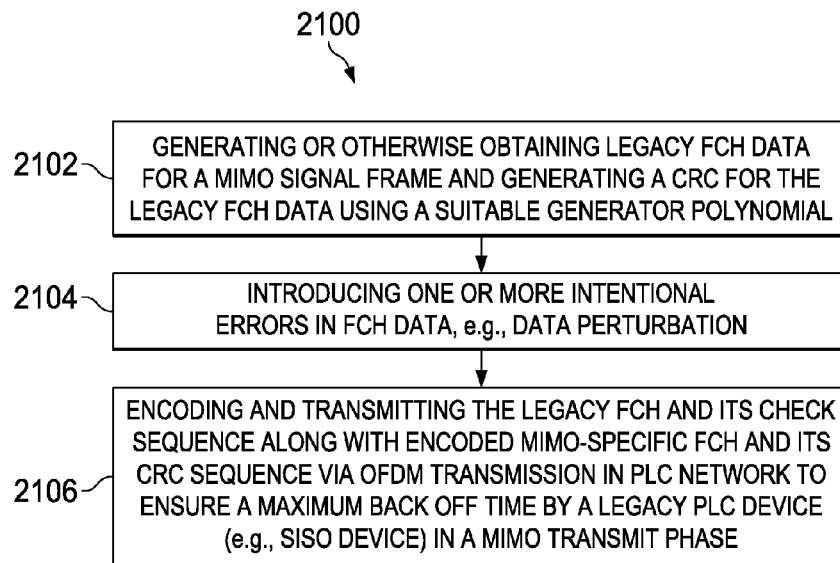 2100
2102
GENERATING OR OTHERWISE OBTAINING LEGACY FCH DATA
FOR A MIMO SIGNAL FRAME AND GENERATING A CRC FOR THE
LEGACY FCH DATA USING A SUITABLE GENERATOR POLYNOMIAL
2104
INTRODUCING ONE OR MORE INTENTIONAL
ERRORS IN FCH DATA, e.g., DATA PERTURBATION
2106
ENCODING AND TRANSMITTING THE LEGACY FCH AND ITS CHECK
SEQUENCE ALONG WITH ENCODED MIMO-SPECIFIC FCH AND ITS
CRC SEQUENCE VIA OFDM TRANSMISSION IN PLC NETWORK TO
ENSURE A MAXIMUM BACK OFF TIME BY A LEGACY PLC DEVICE
(e.g., SISO DEVICE) IN A MIMO TRANSMIT PHASE